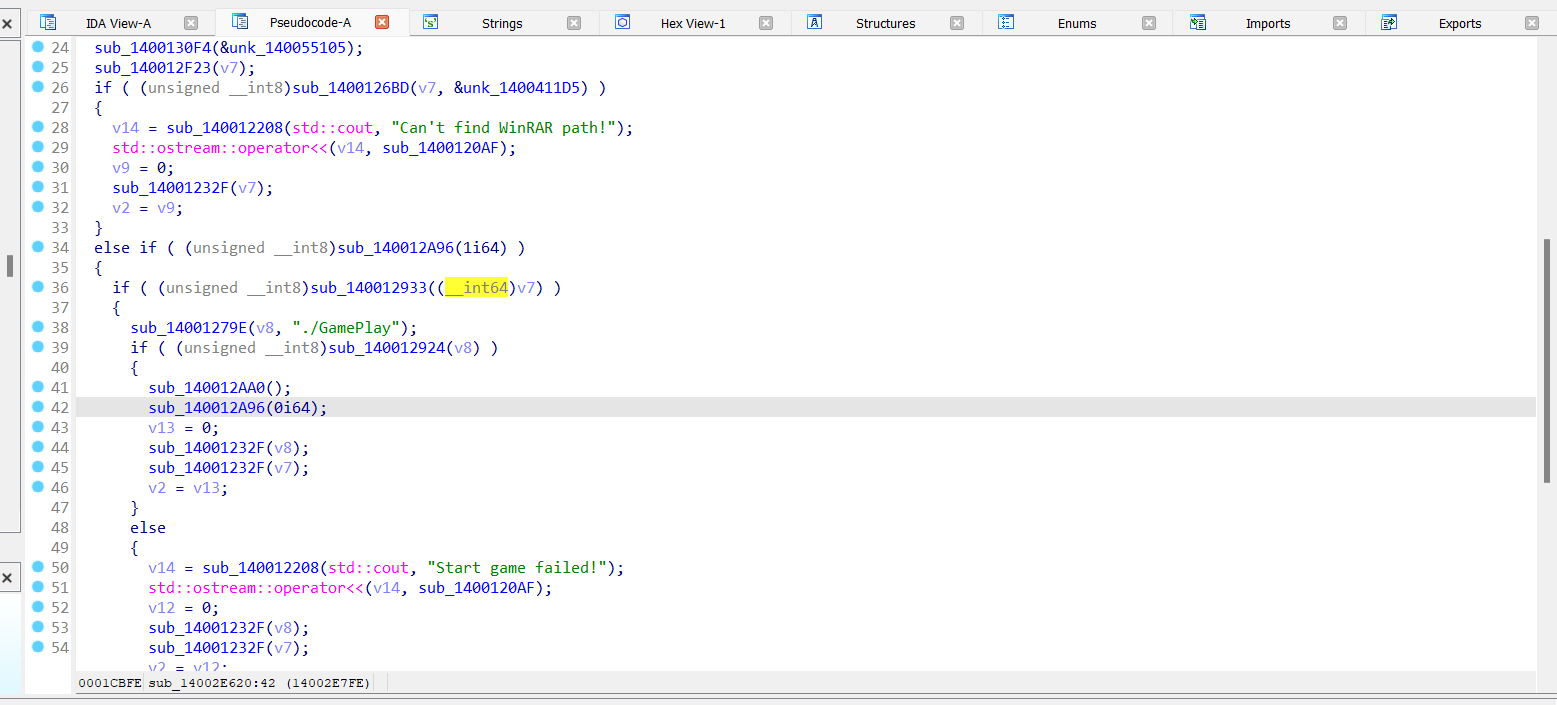 IDA View-A Pseudocode-A Strings Hex View-1 Structures Enums Imports Exports
24 sub_1400130F4(&unk_140055105);
25 sub_140012F23(v7);
26 if ( (unsigned __int8)sub_1400126BD(v7, &unk_1400411D5) )
27 {
28 v14 = sub_140012208(std::cout, "Can't find WinRAR path!");
29 std::ostream::operator<<(v14, sub_1400120AF);
30 v9 = 0;
31 sub_14001232F(v7);
32 v2 = v9;
33 }
34 else if ( (unsigned __int8)sub_140012A96(1i64) )
35 {
36 if ( (unsigned __int8)sub_140012933((__int64)v7) )
37 {
38 sub_14001279E(v8, "./GamePlay");
39 if ( (unsigned __int8)sub_140012924(v8) )
40 {
41 sub_140012AA0();
42 sub_140012A96(0i64);
43 v13 = 0;
44 sub_14001232F(v8);
45 sub_14001232F(v7);
46 v2 = v13;
47 }
48 else
49 {
50 v14 = sub_140012208(std::cout, "Start game failed!");
51 std::ostream::operator<<(v14, sub_1400120AF);
52 v12 = 0;
53 sub_14001232F(v8);
54 sub_14001232F(v7);
v2 = v12;
0001CBFE sub_14002E620:42 (14002E7FE)